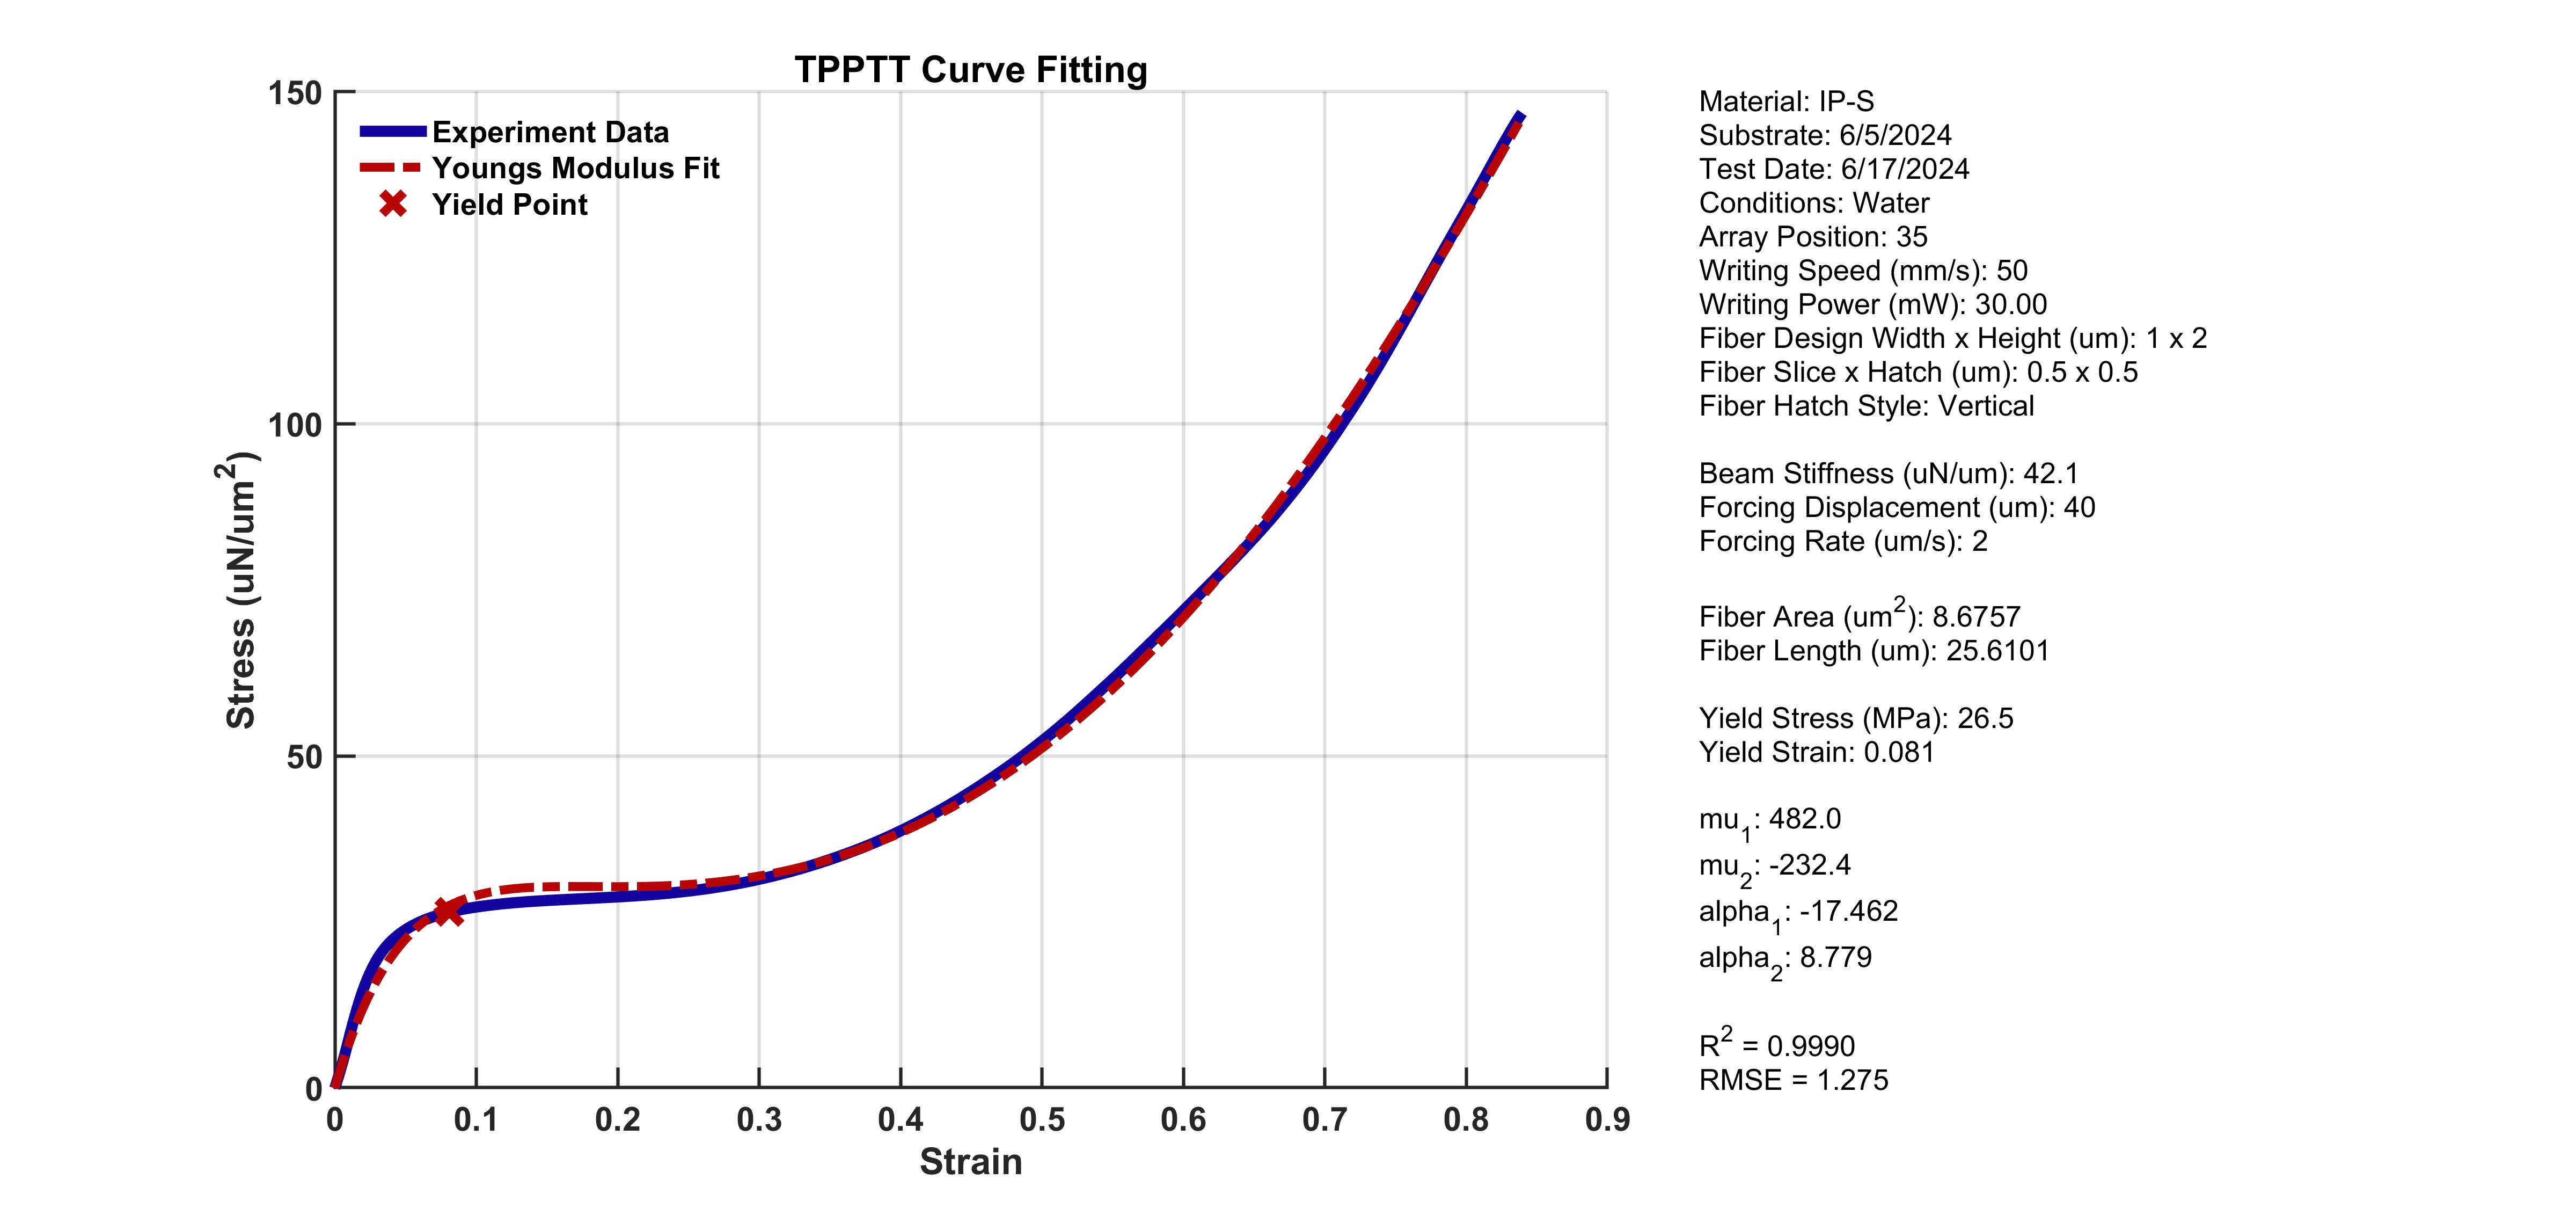 TPPTT Curve Fitting
150
100
50
0
Stress (uN/um²)
Experiment Data
Youngs Modulus Fit
Yield Point
0 0.1 0.2 0.3 0.4 0.5 0.6 0.7 0.8 0.9
Strain
Material: IP-S
Substrate: 6/5/2024
Test Date: 6/17/2024
Conditions: Water
Array Position: 35
Writing Speed (mm/s): 50
Writing Power (mW): 30.00
Fiber Design Width x Height (um): 1 x 2
Fiber Slice x Hatch (um): 0.5 x 0.5
Fiber Hatch Style: Vertical
Beam Stiffness (uN/um): 42.1
Forcing Displacement (um): 40
Forcing Rate (um/s): 2
Fiber Area (um²): 8.6757
Fiber Length (um): 25.6101
Yield Stress (MPa): 26.5
Yield Strain: 0.081
mu₁: 482.0
mu₂: -232.4
alpha₁: -17.462
alpha₂: 8.779
R² = 0.9990
RMSE = 1.275